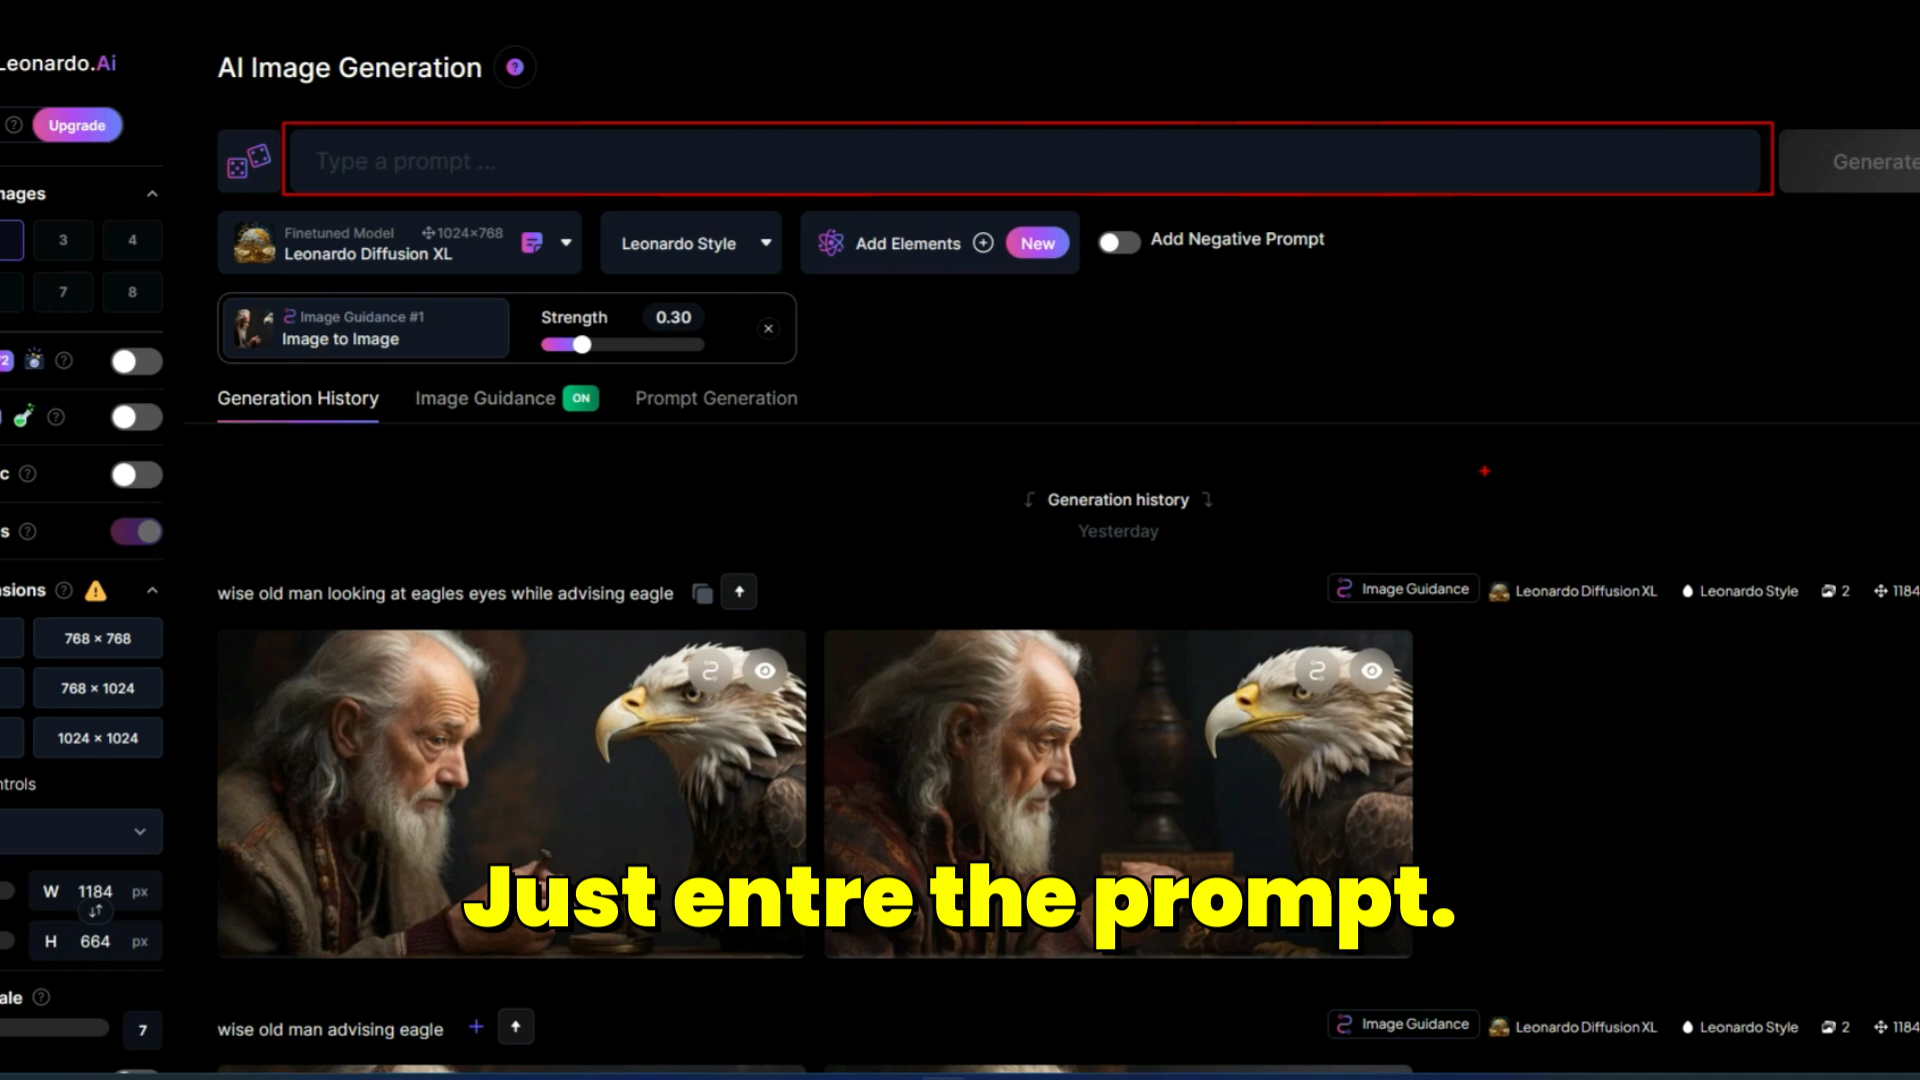 Leonardo.Ai
AI Image Generation
?
? Upgrade
Type a prompt ...
Generate
mages
3 4
7 8
Finetuned Model 1024×768
Leonardo Diffusion XL
Leonardo Style
Add Elements New
Add Negative Prompt
Image Guidance #1
Image to Image
Strength 0.30
Generation History
Image Guidance ON
Prompt Generation
V2 ?
?
c ?
s ?
Generation history
Yesterday
nsions ?
768 × 768
768 × 1024
1024 × 1024
ntrols
W 1184 px
H 664 px
ale ?
7
wise old man looking at eagles eyes while advising eagle
Image Guidance Leonardo Diffusion XL Leonardo Style 2 1184
Just entre the prompt.
wise old man advising eagle
Image Guidance Leonardo Diffusion XL Leonardo Style 2 1184